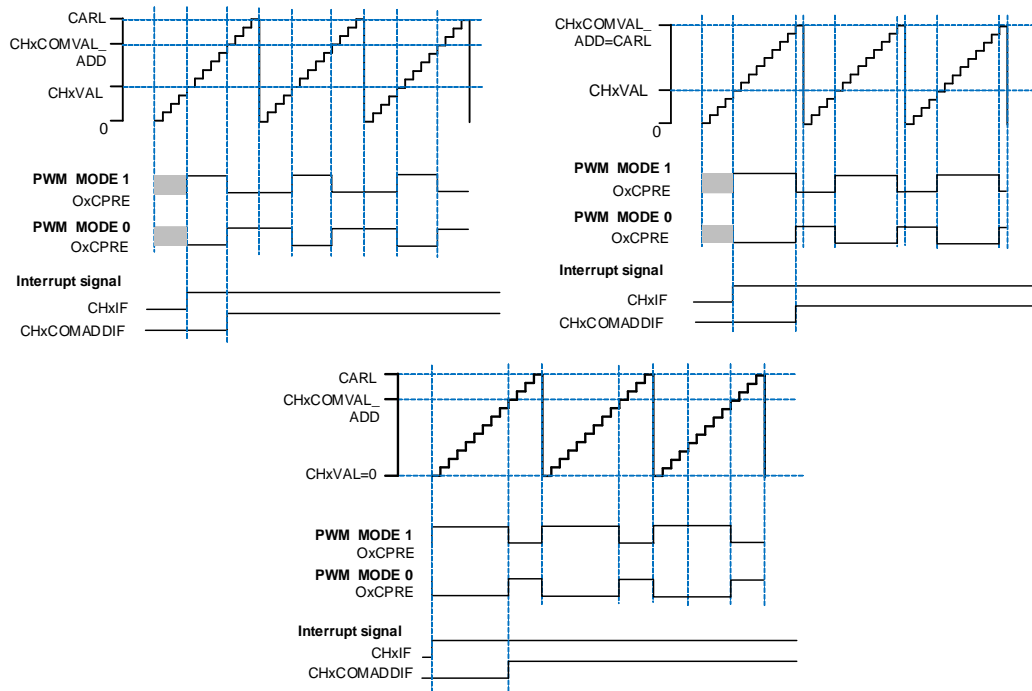 CARL
CHxCOMVAL_
ADD
CHxVAL
0
PWM MODE 1
OxCPRE
PWM MODE 0
OxCPRE
Interrupt signal
CHxIF
CHxCOMADDIF
CHxCOMVAL_
ADD=CARL
CHxVAL
0
PWM MODE 1
OxCPRE
PWM MODE 0
OxCPRE
Interrupt signal
CHxIF
CHxCOMADDIF
CARL
CHxCOMVAL_
ADD
CHxVAL=0
PWM MODE 1
OxCPRE
PWM MODE 0
OxCPRE
Interrupt signal
CHxIF
CHxCOMADDIF